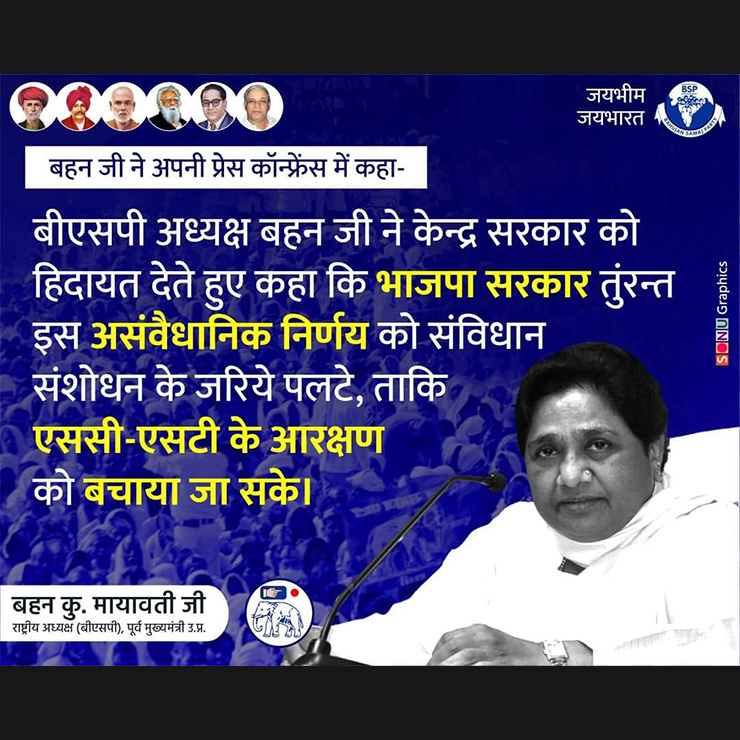 जयभीम
जयभारत
BSP
BAHUJAN SAMAJ PARTY
बहन जी ने अपनी प्रेस कॉन्फ्रेंस में कहा-
बीएसपी अध्यक्ष बहन जी ने केन्द्र सरकार को
हिदायत देते हुए कहा कि भाजपा सरकार तुंरन्त
इस असंवैधानिक निर्णय को संविधान
संशोधन के जरिये पलटे, ताकि
एससी-एसटी के आरक्षण
को बचाया जा सके।
SONU Graphics
बहन कु. मायावती जी
राष्ट्रीय अध्यक्ष (बीएसपी), पूर्व मुख्यमंत्री उ.प्र.